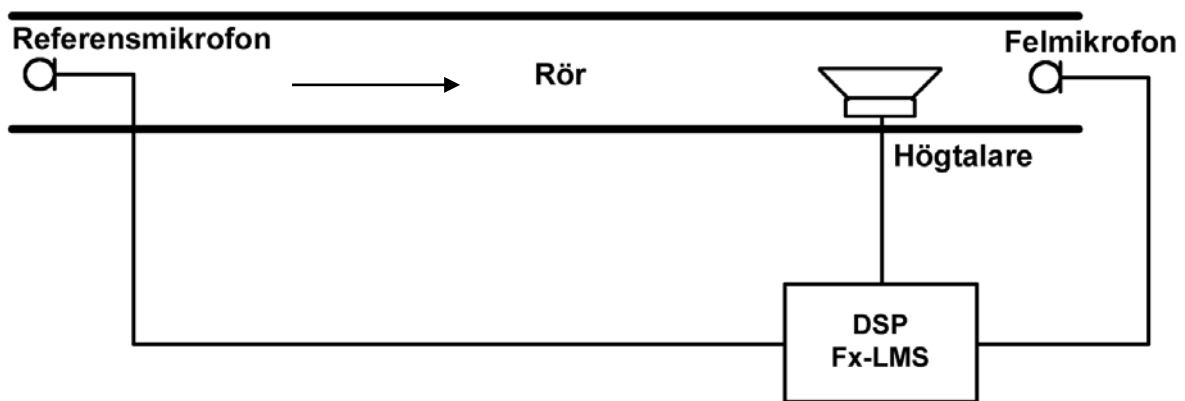 Referensmikrofon
Felmikrofon
Rör
Högtalare
DSP
Fx-LMS